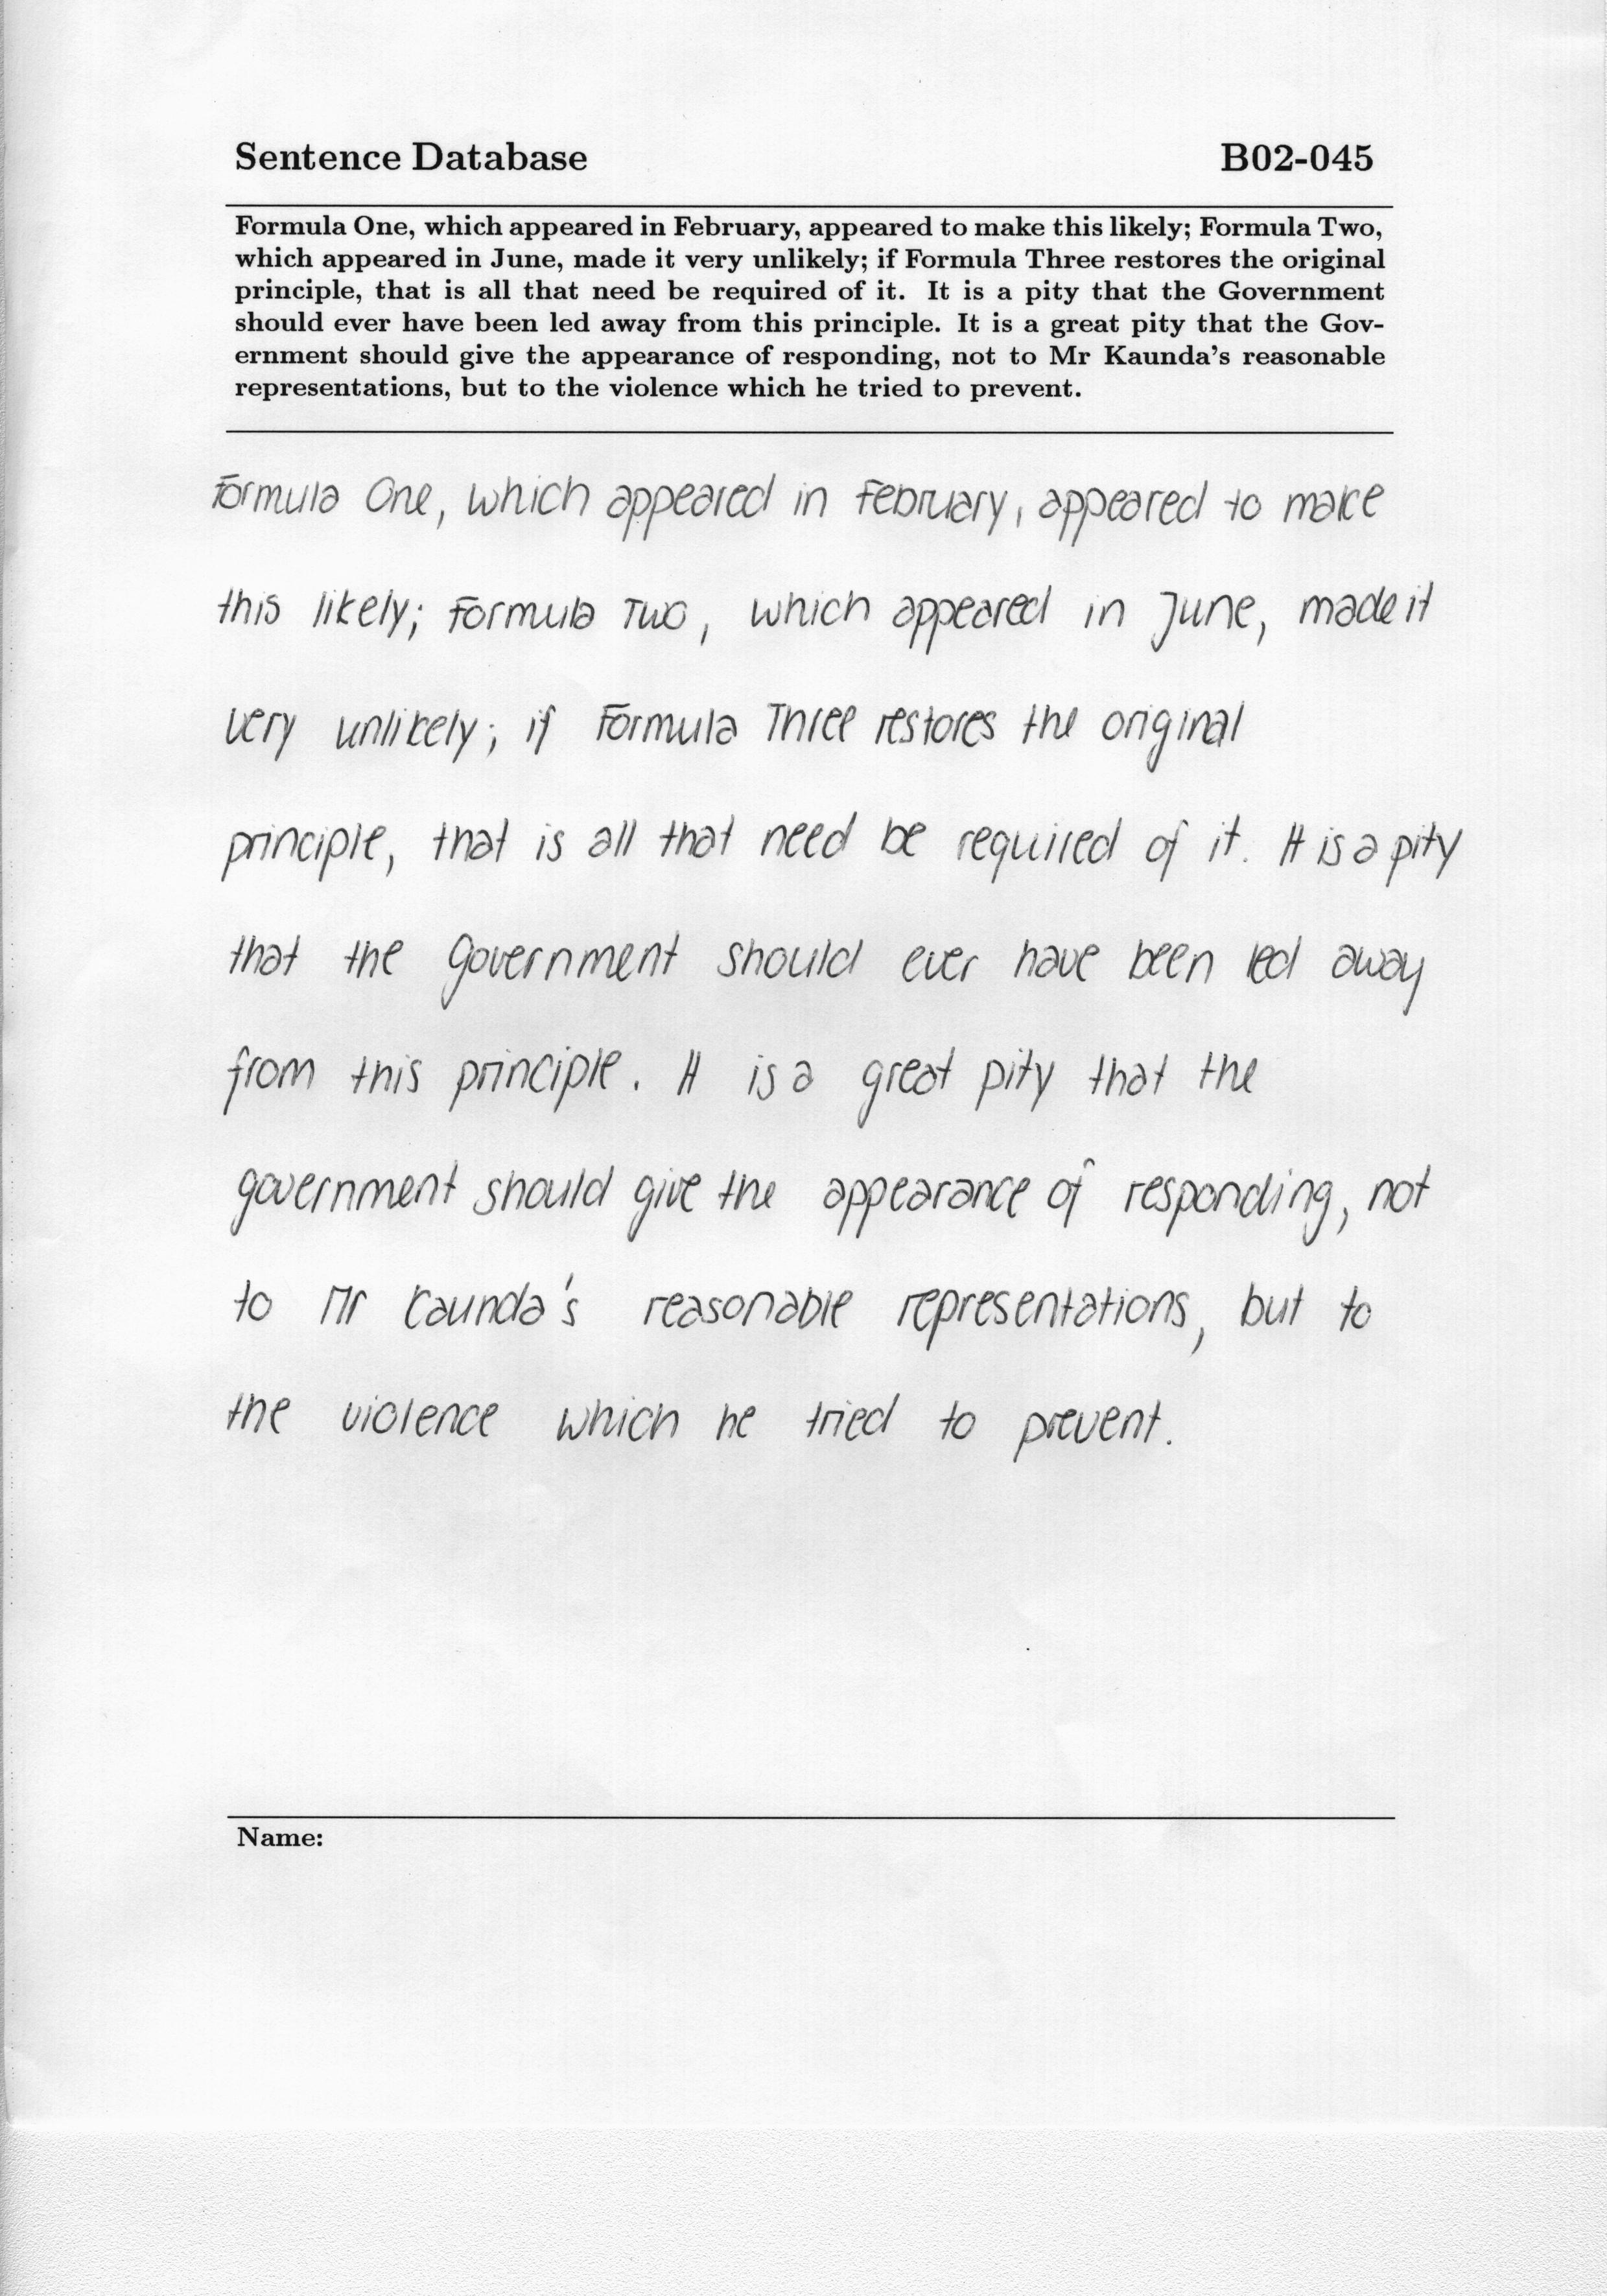 Sentence Database B02-045
Formula One, which appeared in February, appeared to make this likely; Formula Two,
which appeared in June, made it very unlikely; if Formula Three restores the original
principle, that is all that need be required of it. It is a pity that the Government
should ever have been led away from this principle. It is a great pity that the Gov-
ernment should give the appearance of responding, not to Mr Kaunda's reasonable
representations, but to the violence which he tried to prevent.
Formula One, which appeared in February, appeared to make
this likely; Formula Two, which appeared in June, made it
very unlikely; if Formula Three restores the original
principle, that is all that need be required of it. It is a pity
that the government should ever have been led away
from this principle. It is a great pity that the
government should give the appearance of responding, not
to Mr Kaunda's reasonable representations, but to
the violence which he tried to prevent.
Name: